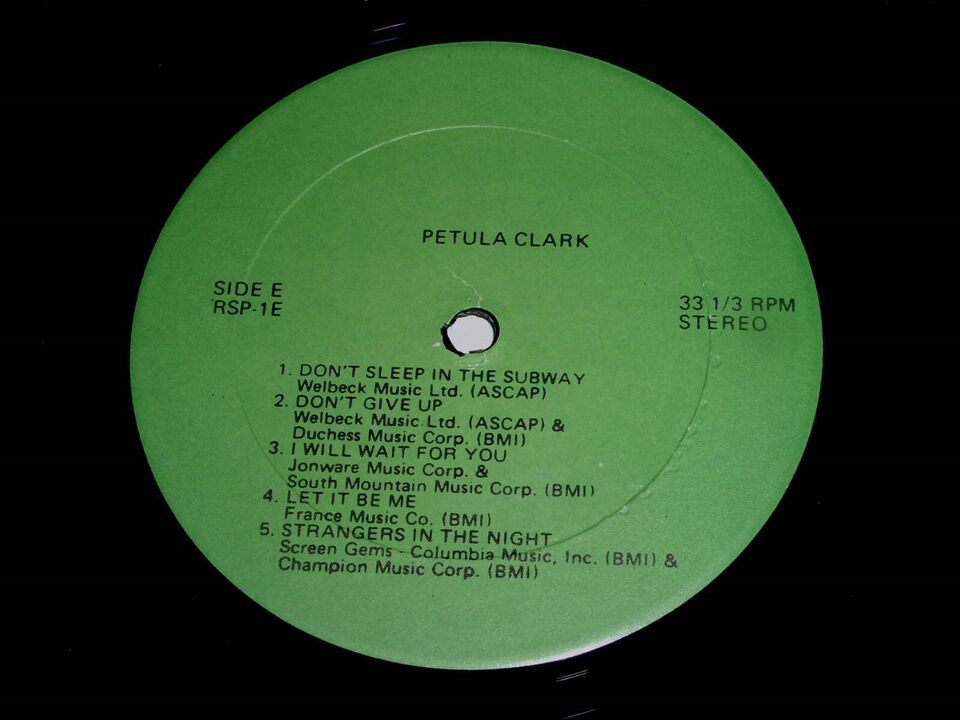 PETULA CLARK
SIDE E
RSP-1E
33 1/3 RPM
STEREO
1. DON'T SLEEP IN THE SUBWAY
Welbeck Music Ltd. (ASCAP)
2. DON'T GIVE UP
Welbeck Music Ltd. (ASCAP) &
Duchess Music Corp. (BMI)
3. I WILL WAIT FOR YOU
Jonware Music Corp. &
South Mountain Music Corp. (BMI)
4. LET IT BE ME
France Music Co. (BMI)
5. STRANGERS IN THE NIGHT
Screen Gems - Columbia Music, Inc. (BMI) &
Champion Music Corp. (BMI)